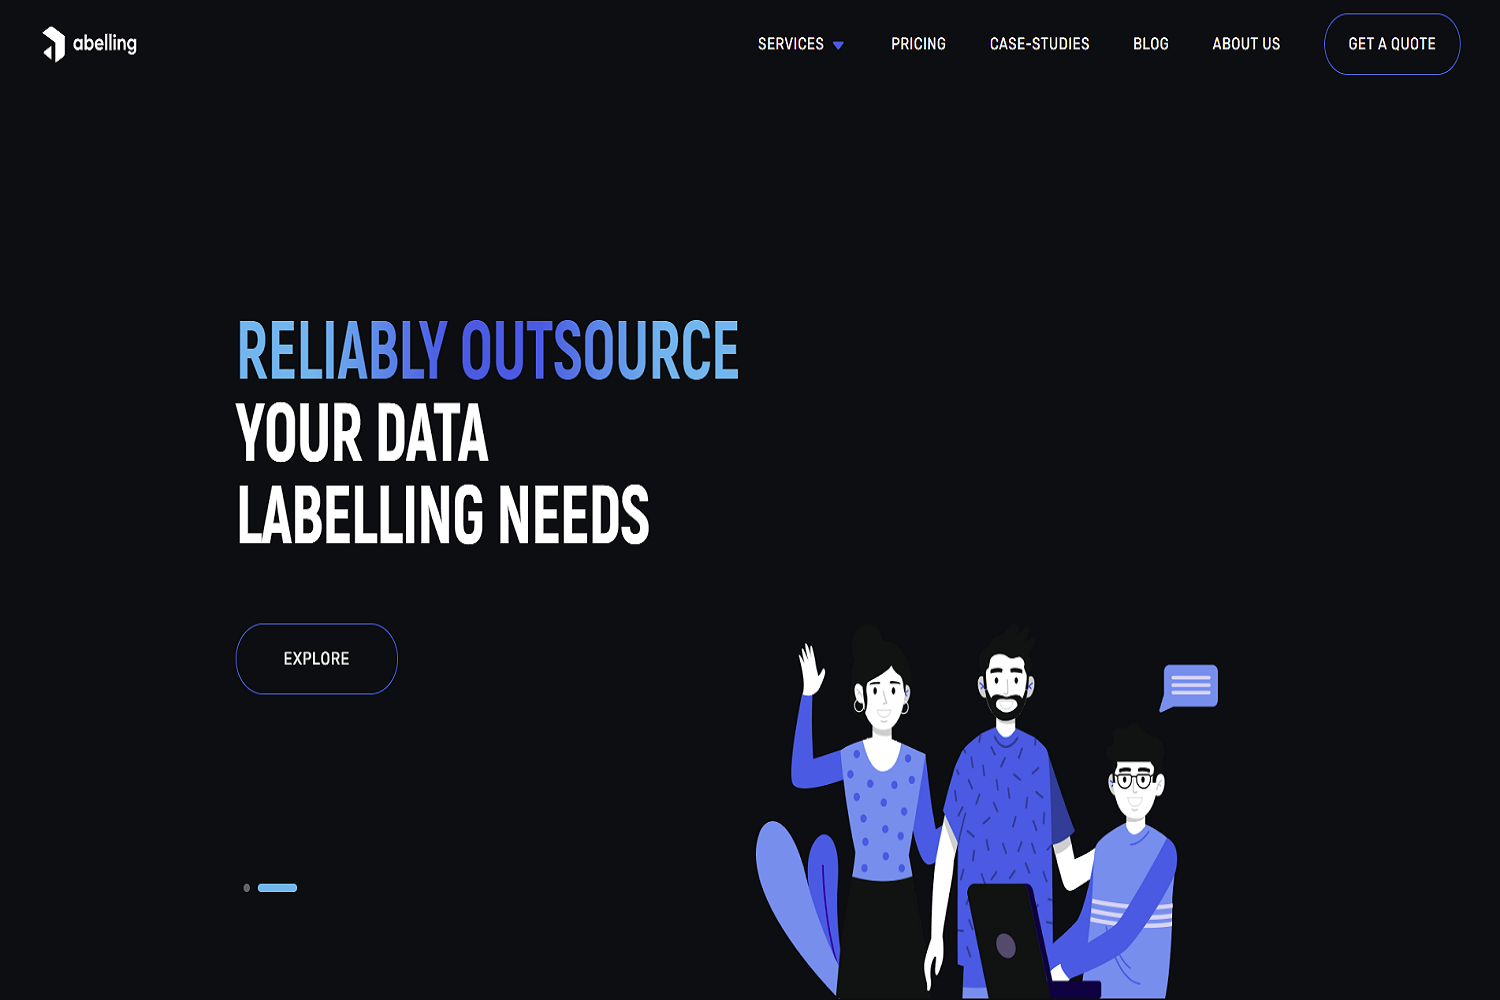 abelling
SERVICES
PRICING
CASE-STUDIES
BLOG
ABOUT US
GET A QUOTE
RELIABLY OUTSOURCE
YOUR DATA
LABELLING NEEDS
EXPLORE